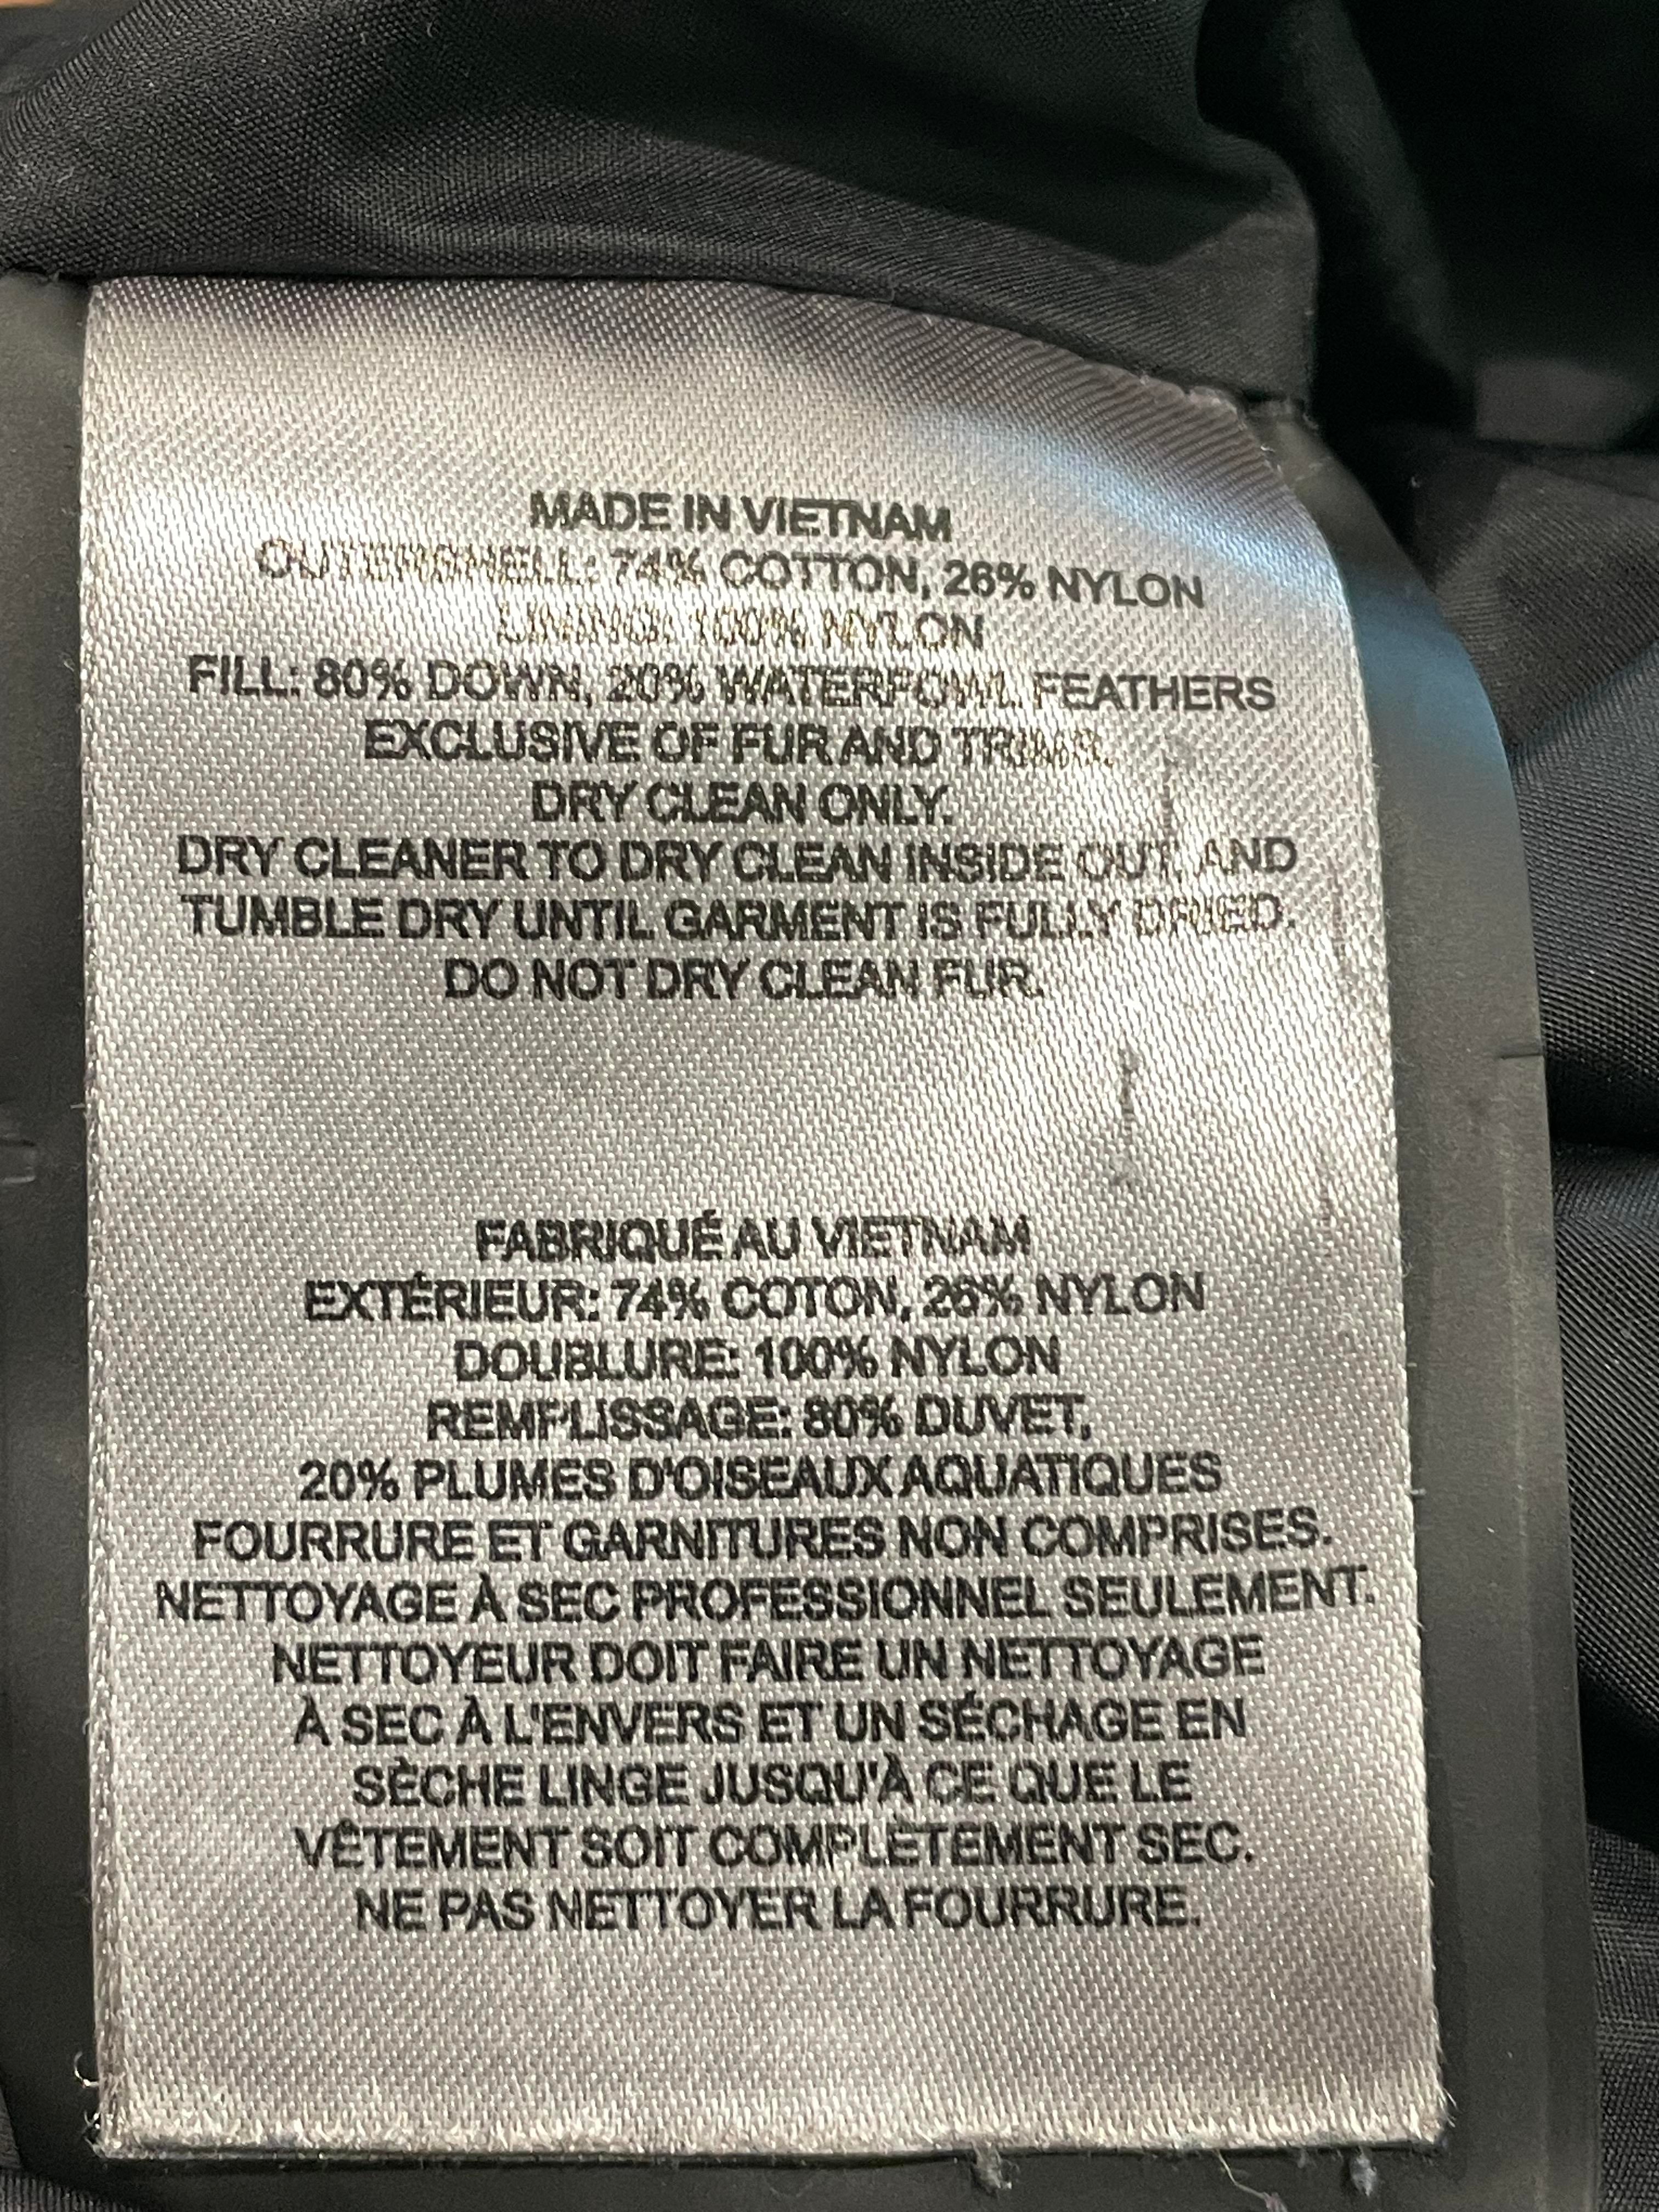 MADE IN VIETNAM
OUTERSHELL: 74% COTTON, 26% NYLON
LINING: 100% NYLON
FILL: 80% DOWN, 20% WATERFOWL FEATHERS
EXCLUSIVE OF FUR AND TRIMS.
DRY CLEAN ONLY.
DRY CLEANER TO DRY CLEAN INSIDE OUT, AND
TUMBLE DRY UNTIL GARMENT IS FULLY DRIED.
DO NOT DRY CLEAN FUR.
FABRIQUÉ AU VIETNAM
EXTÉRIEUR: 74% COTON, 26% NYLON
DOUBLURE: 100% NYLON
REMPLISSAGE: 80% DUVET,
20% PLUMES D'OISEAUX AQUATIQUES
FOURRURE ET GARNITURES NON COMPRISES.
NETTOYAGE À SEC PROFESSIONNEL SEULEMENT.
NETTOYEUR DOIT FAIRE UN NETTOYAGE
À SEC À L'ENVERS ET UN SÉCHAGE EN
SÈCHE LINGE JUSQU'À CE QUE LE
VÊTEMENT SOIT COMPLÈTEMENT SEC.
NE PAS NETTOYER LA FOURRURE.